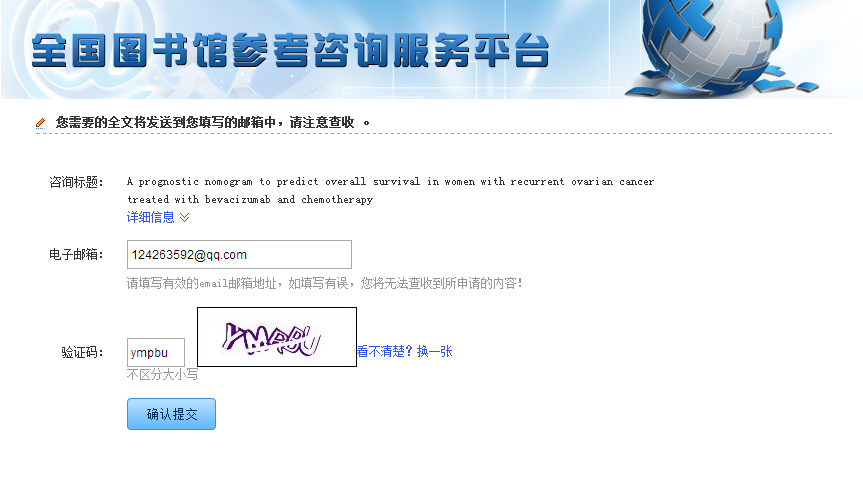 全国图书馆参考咨询服务平台
您需要的全文将发送到您填写的邮箱中，请注意查收 。
咨询标题： A prognostic nomogram to predict overall survival in women with recurrent ovarian cancer
treated with bevacizumab and chemotherapy
详细信息
电子邮箱： 124263592@qq.com
请填写有效的email邮箱地址，如填写有误，您将无法查收到所申请的内容！
验证码： ympbu 看不清楚？换一张
不区分大小写
确认提交